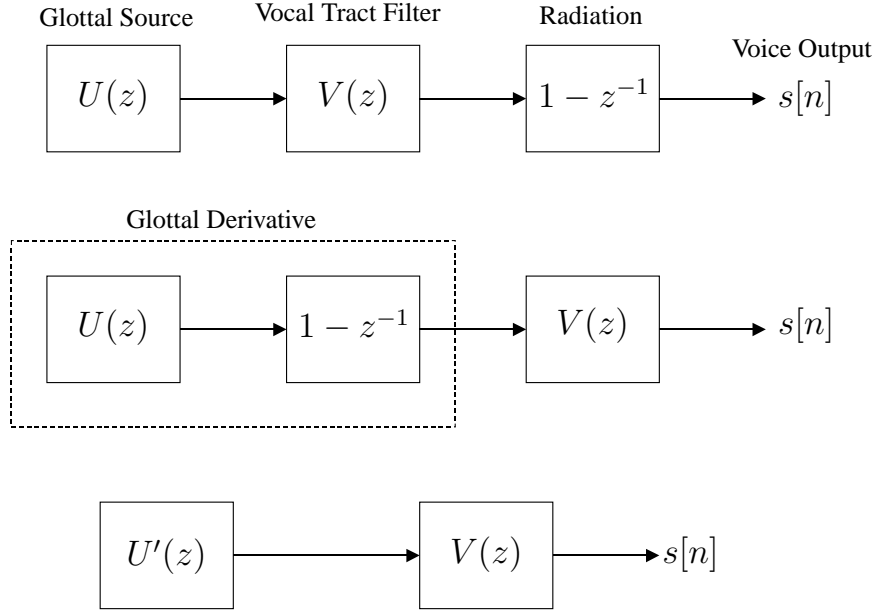 Glottal Source
Vocal Tract Filter
Radiation
Voice Output
U(z)
V(z)
1 − z⁻¹
s[n]
Glottal Derivative
U(z)
1 − z⁻¹
V(z)
s[n]
U′(z)
V(z)
s[n]